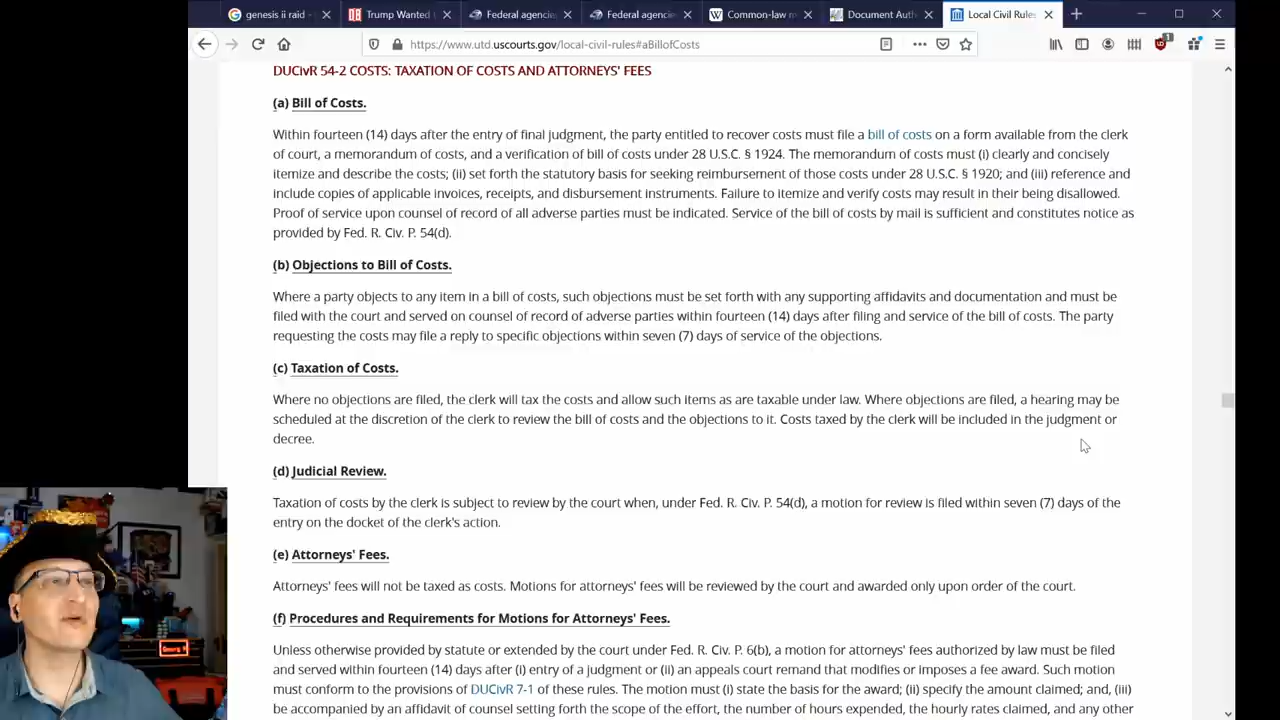 genesis ii raid -
Trump Wanted t
Federal agencie
Federal agencie
Common-law m
Document Auth
Local Civil Rules
https://www.utd.uscourts.gov/local-civil-rules#aBillofCosts
1
DUCivR 54-2 COSTS: TAXATION OF COSTS AND ATTORNEYS' FEES
(a) Bill of Costs.
Within fourteen (14) days after the entry of final judgment, the party entitled to recover costs must file a bill of costs on a form available from the clerk
of court, a memorandum of costs, and a verification of bill of costs under 28 U.S.C. § 1924. The memorandum of costs must (i) clearly and concisely
itemize and describe the costs; (ii) set forth the statutory basis for seeking reimbursement of those costs under 28 U.S.C. § 1920; and (iii) reference and
include copies of applicable invoices, receipts, and disbursement instruments. Failure to itemize and verify costs may result in their being disallowed.
Proof of service upon counsel of record of all adverse parties must be indicated. Service of the bill of costs by mail is sufficient and constitutes notice as
provided by Fed. R. Civ. P. 54(d).
(b) Objections to Bill of Costs.
Where a party objects to any item in a bill of costs, such objections must be set forth with any supporting affidavits and documentation and must be
filed with the court and served on counsel of record of adverse parties within fourteen (14) days after filing and service of the bill of costs. The party
requesting the costs may file a reply to specific objections within seven (7) days of service of the objections.
(c) Taxation of Costs.
Where no objections are filed, the clerk will tax the costs and allow such items as are taxable under law. Where objections are filed, a hearing may be
scheduled at the discretion of the clerk to review the bill of costs and the objections to it. Costs taxed by the clerk will be included in the judgment or
decree.
(d) Judicial Review.
Taxation of costs by the clerk is subject to review by the court when, under Fed. R. Civ. P. 54(d), a motion for review is filed within seven (7) days of the
entry on the docket of the clerk's action.
(e) Attorneys' Fees.
Attorneys' fees will not be taxed as costs. Motions for attorneys' fees will be reviewed by the court and awarded only upon order of the court.
(f) Procedures and Requirements for Motions for Attorneys' Fees.
Unless otherwise provided by statute or extended by the court under Fed. R. Civ. P. 6(b), a motion for attorneys' fees authorized by law must be filed
and served within fourteen (14) days after (i) entry of a judgment or (ii) an appeals court remand that modifies or imposes a fee award. Such motion
must conform to the provisions of DUCivR 7-1 of these rules. The motion must (i) state the basis for the award; (ii) specify the amount claimed; and, (iii)
be accompanied by an affidavit of counsel setting forth the scope of the effort, the number of hours expended, the hourly rates claimed, and any other